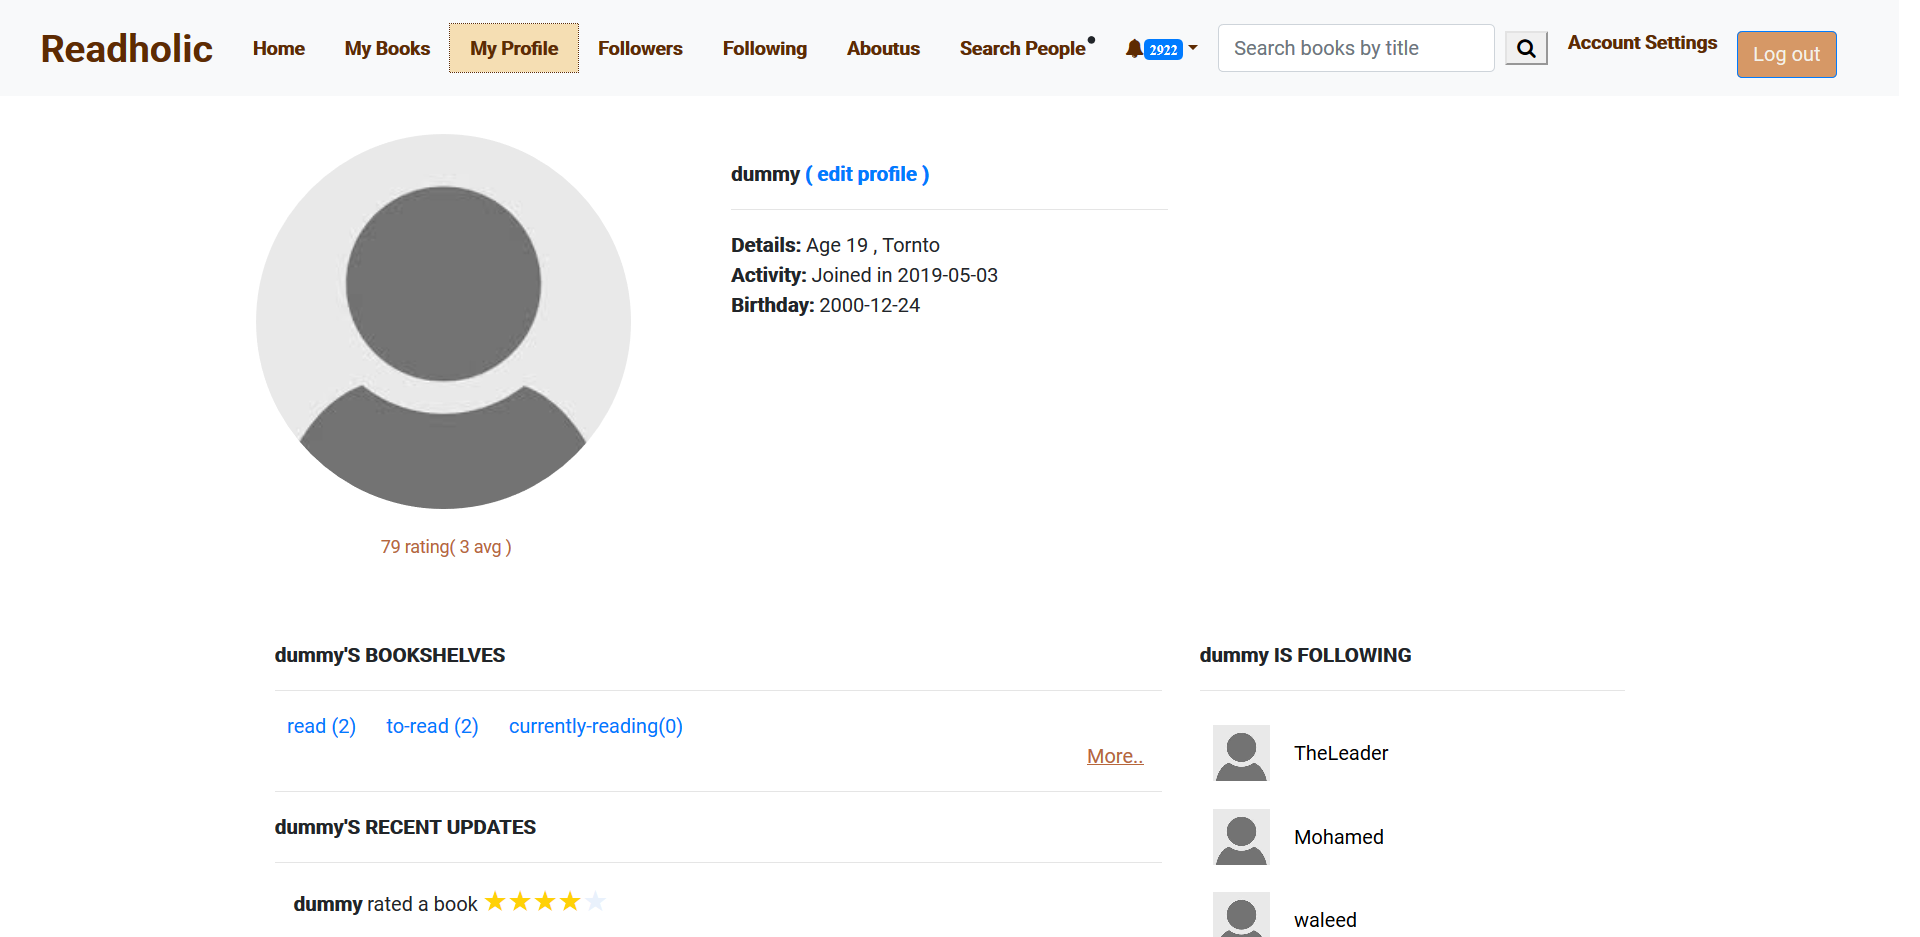 Readholic Home My Books My Profile Followers Following Aboutus Search People 2922 Search books by title Account Settings Log out
dummy ( edit profile )
Details: Age 19 , Tornto
Activity: Joined in 2019-05-03
Birthday: 2000-12-24
79 rating( 3 avg )
dummy'S BOOKSHELVES
read (2) to-read (2) currently-reading(0)
More..
dummy'S RECENT UPDATES
dummy rated a book
dummy IS FOLLOWING
TheLeader
Mohamed
waleed